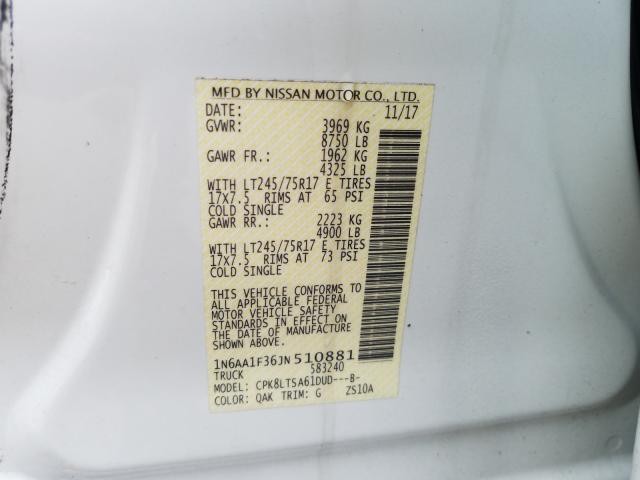 MFD BY NISSAN MOTOR CO., LTD.
DATE: 11/17
GVWR: 3969 KG
8750 LB
GAWR FR.: 1962 KG
4325 LB
WITH LT245/75R17 E TIRES
17X7.5 RIMS AT 65 PSI
COLD SINGLE
GAWR RR.: 2223 KG
4900 LB
WITH LT245/75R17 E TIRES
17X7.5 RIMS AT 73 PSI
COLD SINGLE
THIS VEHICLE CONFORMS TO
ALL APPLICABLE FEDERAL
MOTOR VEHICLE SAFETY
STANDARDS IN EFFECT ON
THE DATE OF MANUFACTURE
SHOWN ABOVE.
1N6AA1F36JN510881
TRUCK 583240
MODEL: CPK8LTSA61DUD---B-
COLOR: QAK TRIM: G ZS10A